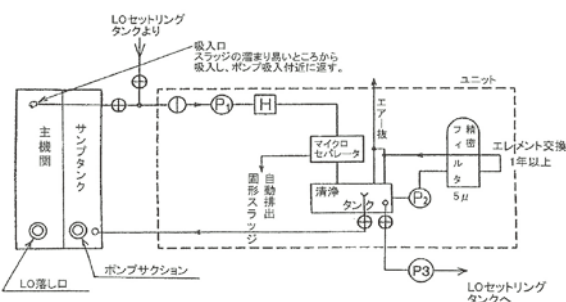 LOセットリング
タンクより
吸入口
スラッジの溜まり易いところから
吸入し、ポンプ吸入付近に返す。
ユニット
P1
H
エアー抜
主機関
サンプタンク
マイクロ
セパレータ
精密
フィルタ
5μ
エレメント交換
1年以上
自動排出
固形スラッジ
清浄
タンク
P2
LO落し口
ポンプサクション
P3
LOセットリング
タンクへ